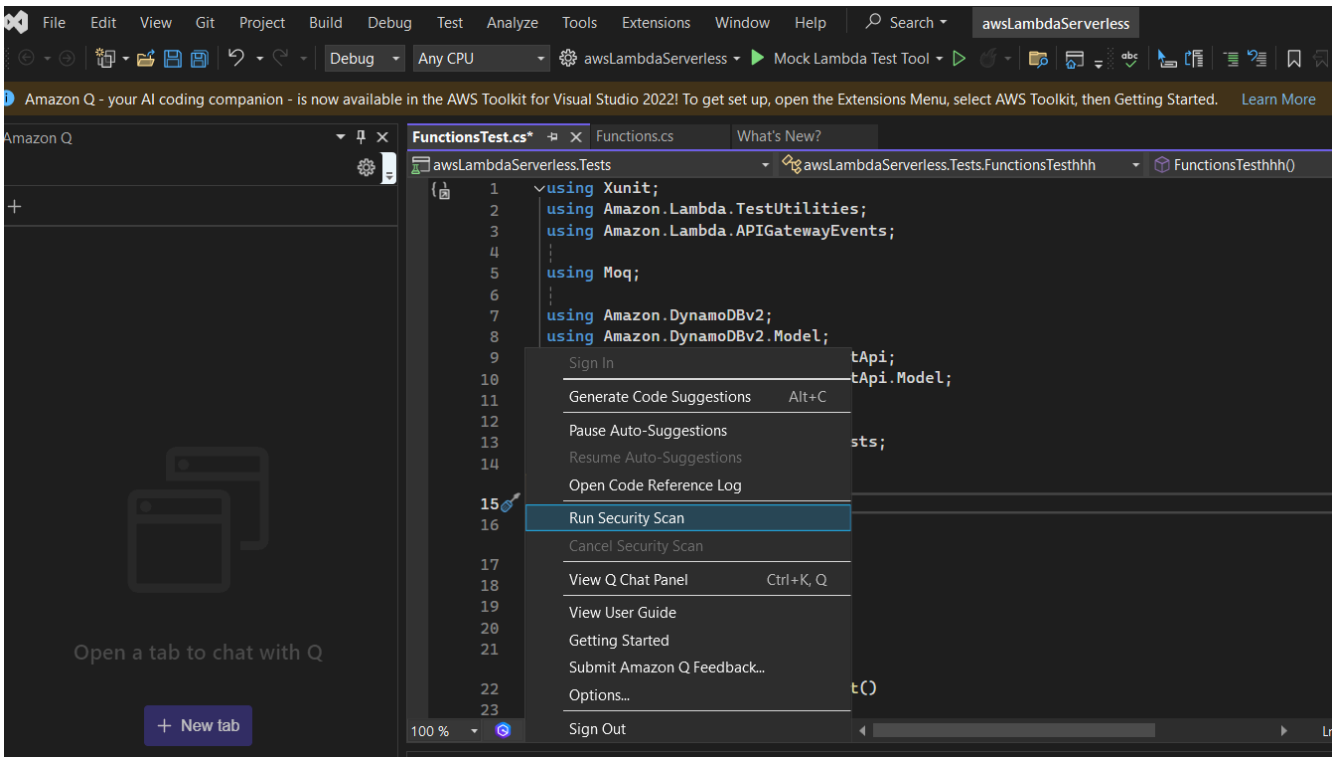 File Edit View Git Project Build Debug Test Analyze Tools Extensions Window Help Search awsLambdaServerless
Debug Any CPU awsLambdaServerless Mock Lambda Test Tool abc
Amazon Q - your AI coding companion - is now available in the AWS Toolkit for Visual Studio 2022! To get set up, open the Extensions Menu, select AWS Toolkit, then Getting Started. Learn More
Amazon Q
+
Open a tab to chat with Q
+ New tab
FunctionsTest.cs* Functions.cs What's New?
awsLambdaServerless.Tests awsLambdaServerless.Tests.FunctionsTesthhh FunctionsTesthhh()
1 using Xunit;
2 using Amazon.Lambda.TestUtilities;
3 using Amazon.Lambda.APIGatewayEvents;
4
5 using Moq;
6
7 using Amazon.DynamoDBv2;
8 using Amazon.DynamoDBv2.Model;
9 tApi;
10 tApi.Model;
11
12
13 sts;
14
15
16
17
18
19
20
21
22 t()
23
Sign In
Generate Code Suggestions Alt+C
Pause Auto-Suggestions
Resume Auto-Suggestions
Open Code Reference Log
Run Security Scan
Cancel Security Scan
View Q Chat Panel Ctrl+K, Q
View User Guide
Getting Started
Submit Amazon Q Feedback...
Options...
Sign Out
100 % Ln